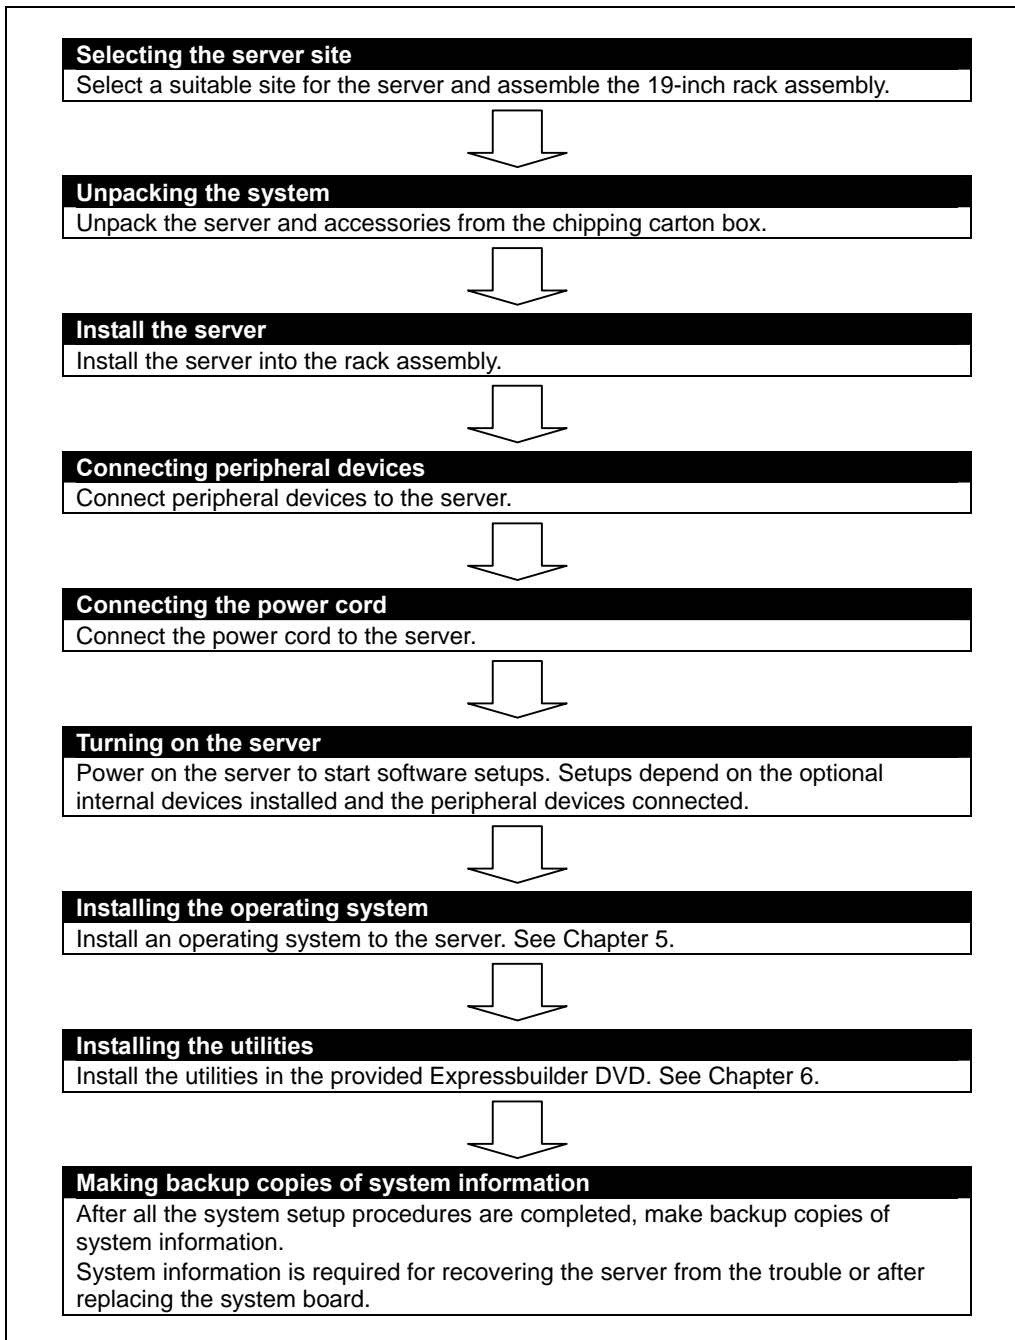 Selecting the server site
Select a suitable site for the server and assemble the 19-inch rack assembly.
Unpacking the system
Unpack the server and accessories from the chipping carton box.
Install the server
Install the server into the rack assembly.
Connecting peripheral devices
Connect peripheral devices to the server.
Connecting the power cord
Connect the power cord to the server.
Turning on the server
Power on the server to start software setups. Setups depend on the optional
internal devices installed and the peripheral devices connected.
Installing the operating system
Install an operating system to the server. See Chapter 5.
Installing the utilities
Install the utilities in the provided Expressbuilder DVD. See Chapter 6.
Making backup copies of system information
After all the system setup procedures are completed, make backup copies of
system information.
System information is required for recovering the server from the trouble or after
replacing the system board.